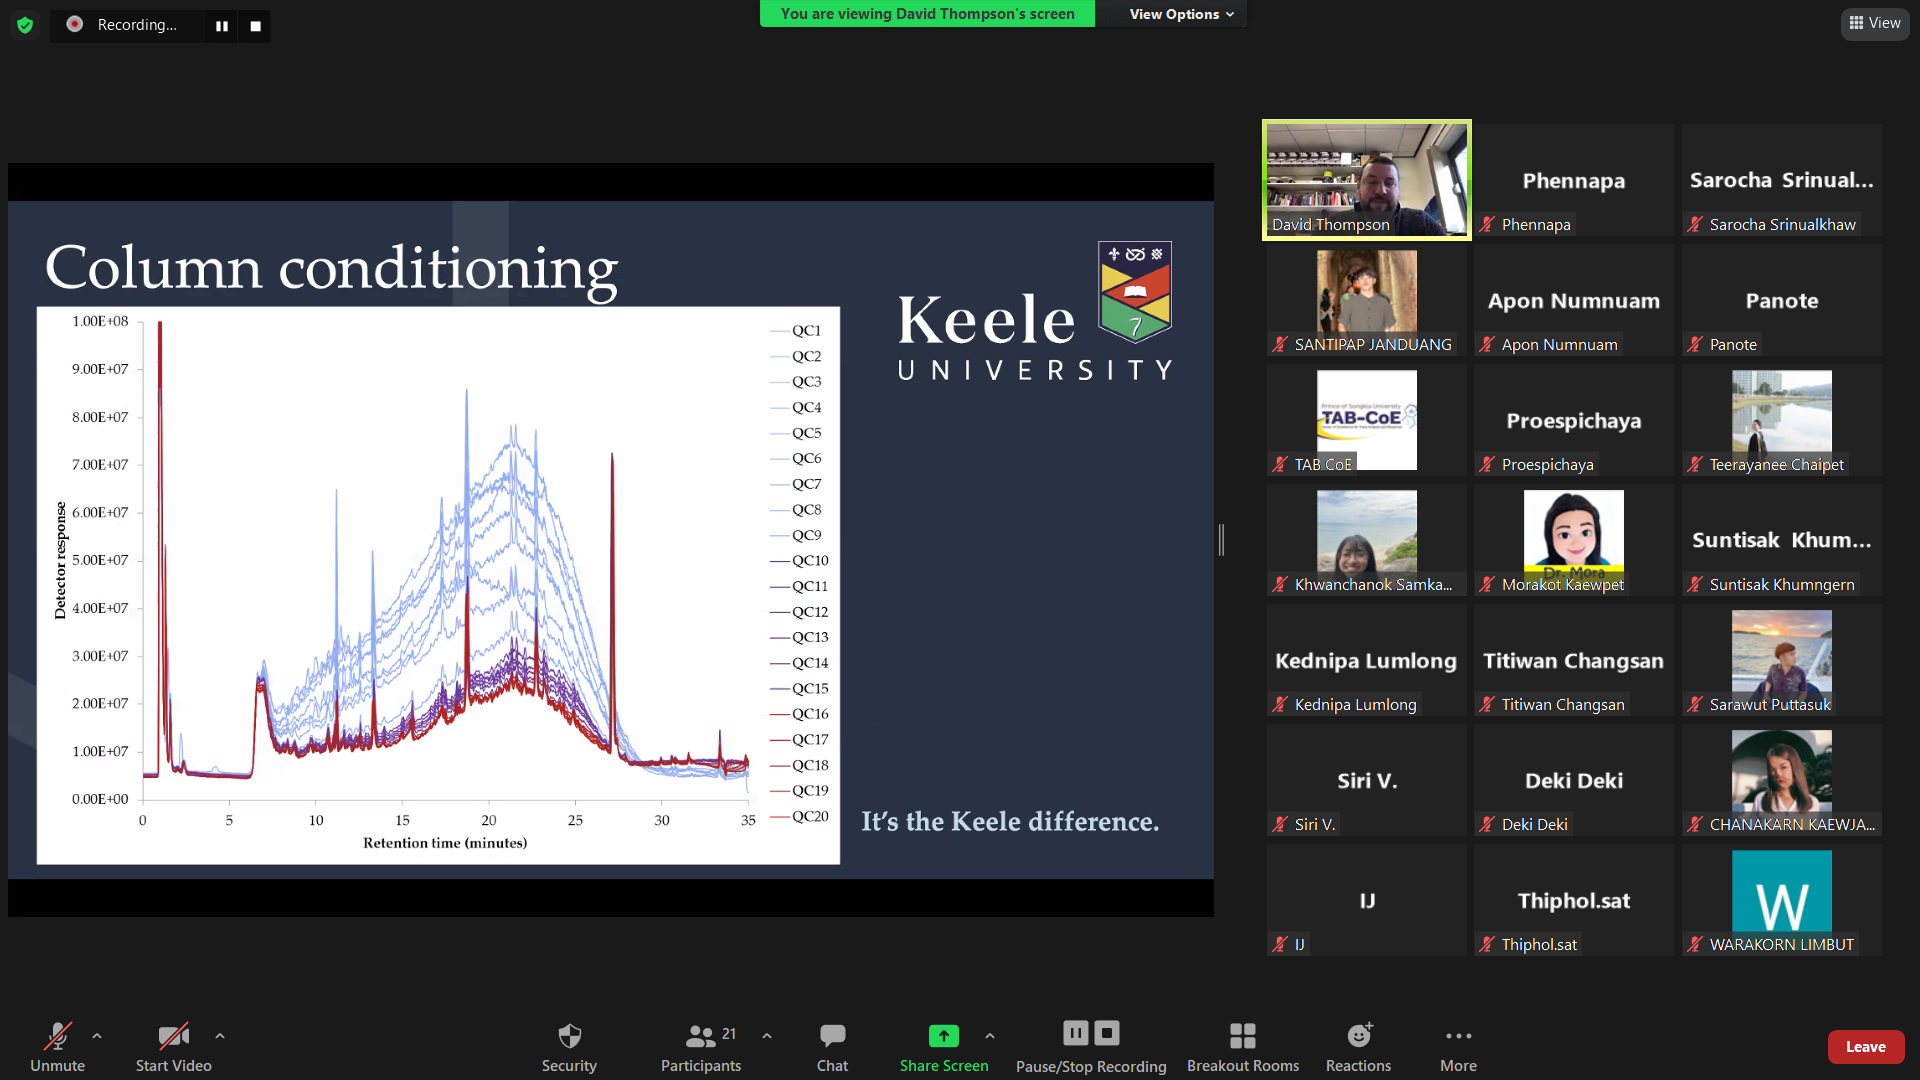 Recording...
You are viewing David Thompson's screen
View Options
View
Column conditioning
Keele
UNIVERSITY
1.00E+08
9.00E+07
8.00E+07
7.00E+07
6.00E+07
5.00E+07
4.00E+07
3.00E+07
2.00E+07
1.00E+07
0.00E+00
Detector response
0 5 10 15 20 25 30 35
Retention time (minutes)
QC1
QC2
QC3
QC4
QC5
QC6
QC7
QC8
QC9
QC10
QC11
QC12
QC13
QC14
QC15
QC16
QC17
QC18
QC19
QC20
It's the Keele difference.
David Thompson
Phennapa
Phennapa
Sarocha Srinual...
Sarocha Srinualkhaw
SANTIPAP JANDUANG
Apon Numnuam
Apon Numnuam
Panote
Panote
Prince of Songkla University
TAB-CoE
TAB CoE
Proespichaya
Proespichaya
Teerayanee Chaipet
Khwanchanok Samka...
Dr. Mora
Morakot Kaewpet
Suntisak Khum...
Suntisak Khumngern
Kednipa Lumlong
Kednipa Lumlong
Titiwan Changsan
Titiwan Changsan
Sarawut Puttasuk
Siri V.
Siri V.
Deki Deki
Deki Deki
CHANAKARN KAEWJA...
IJ
IJ
Thiphol.sat
Thiphol.sat
W
WARAKORN LIMBUT
Unmute
Start Video
Security
21
Participants
Chat
Share Screen
Pause/Stop Recording
Breakout Rooms
Reactions
More
Leave